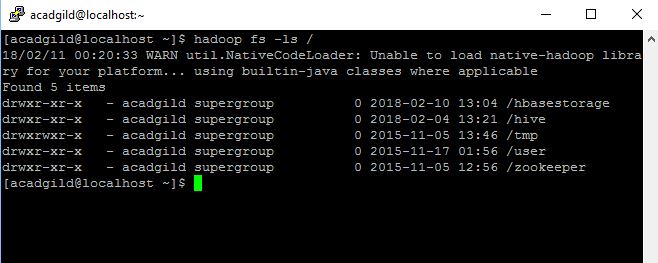 acadgild@localhost:~
[acadgild@localhost ~]$ hadoop fs -ls /
18/02/11 00:20:33 WARN util.NativeCodeLoader: Unable to load native-hadoop libra
ry for your platform... using builtin-java classes where applicable
Found 5 items
drwxr-xr-x   - acadgild supergroup          0 2018-02-10 13:04 /hbasestorage
drwxr-xr-x   - acadgild supergroup          0 2018-02-04 13:21 /hive
drwxrwxr-x   - acadgild supergroup          0 2015-11-05 13:46 /tmp
drwxr-xr-x   - acadgild supergroup          0 2015-11-17 01:56 /user
drwxr-xr-x   - acadgild supergroup          0 2015-11-05 12:56 /zookeeper
[acadgild@localhost ~]$